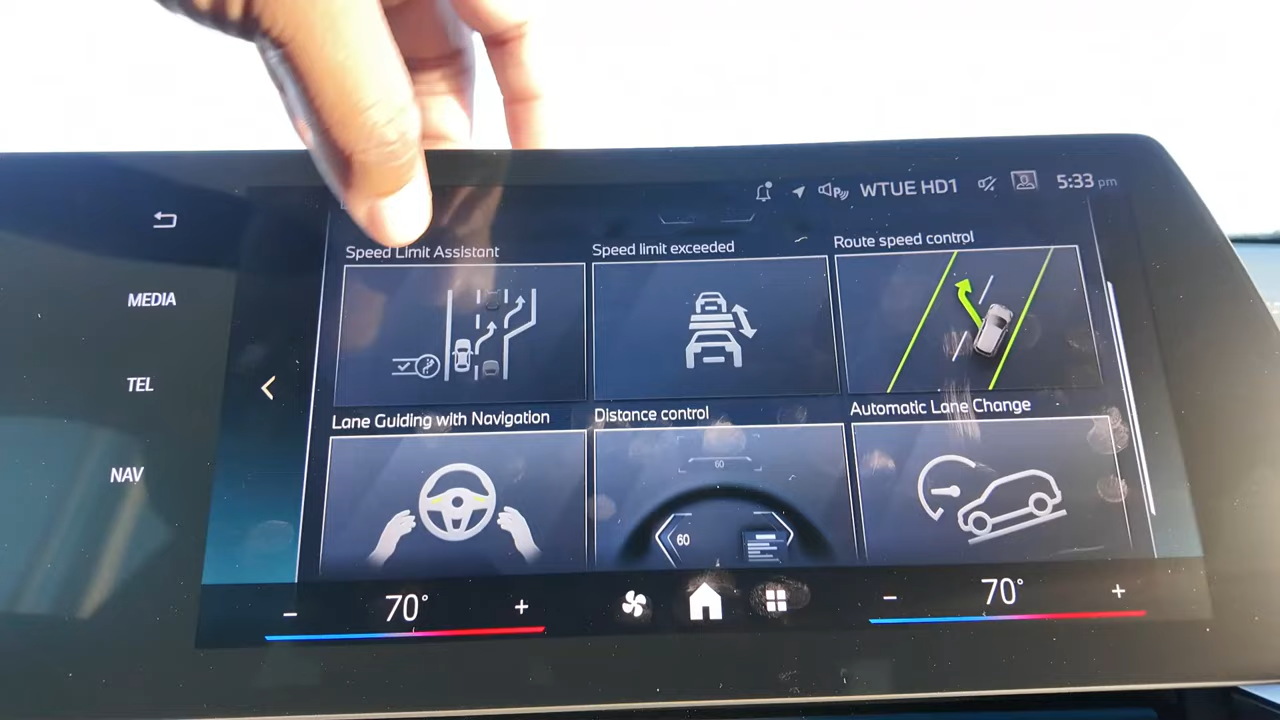 WTUE HD1 5:33 pm
MEDIA
TEL
NAV
Speed Limit Assistant
Speed limit exceeded
Route speed control
Lane Guiding with Navigation
Distance control
Automatic Lane Change
60
60
− 70° +
− 70° +